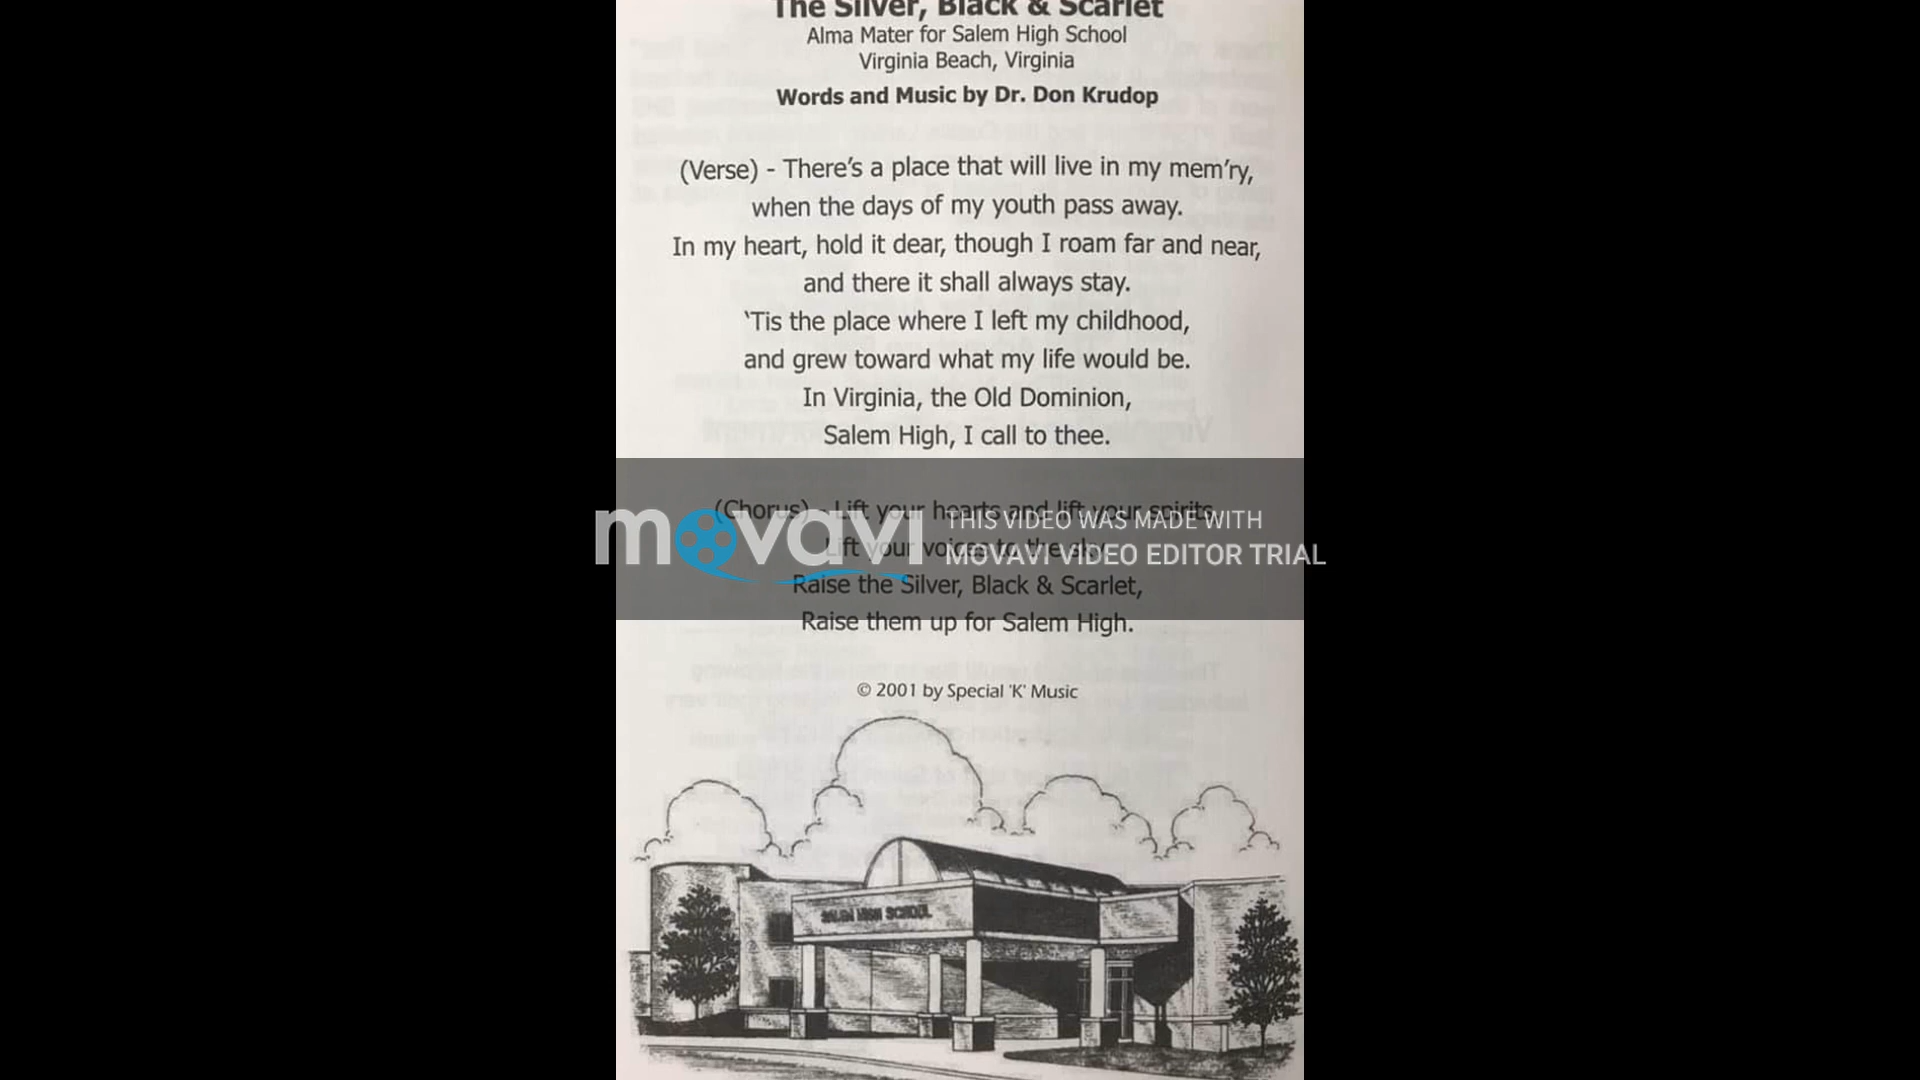 The Silver, Black & Scarlet
Alma Mater for Salem High School
Virginia Beach, Virginia
Words and Music by Dr. Don Krudop
(Verse) - There’s a place that will live in my mem’ry,
when the days of my youth pass away.
In my heart, hold it dear, though I roam far and near,
and there it shall always stay.
‘Tis the place where I left my childhood,
and grew toward what my life would be.
In Virginia, the Old Dominion,
Salem High, I call to thee.
(Chorus) - Lift your hearts and lift your spirits,
Lift your voices to the sky.
Raise the Silver, Black & Scarlet,
Raise them up for Salem High.
movavi
THIS VIDEO WAS MADE WITH
MOVAVI VIDEO EDITOR TRIAL
© 2001 by Special 'K' Music
SALEM HIGH SCHOOL